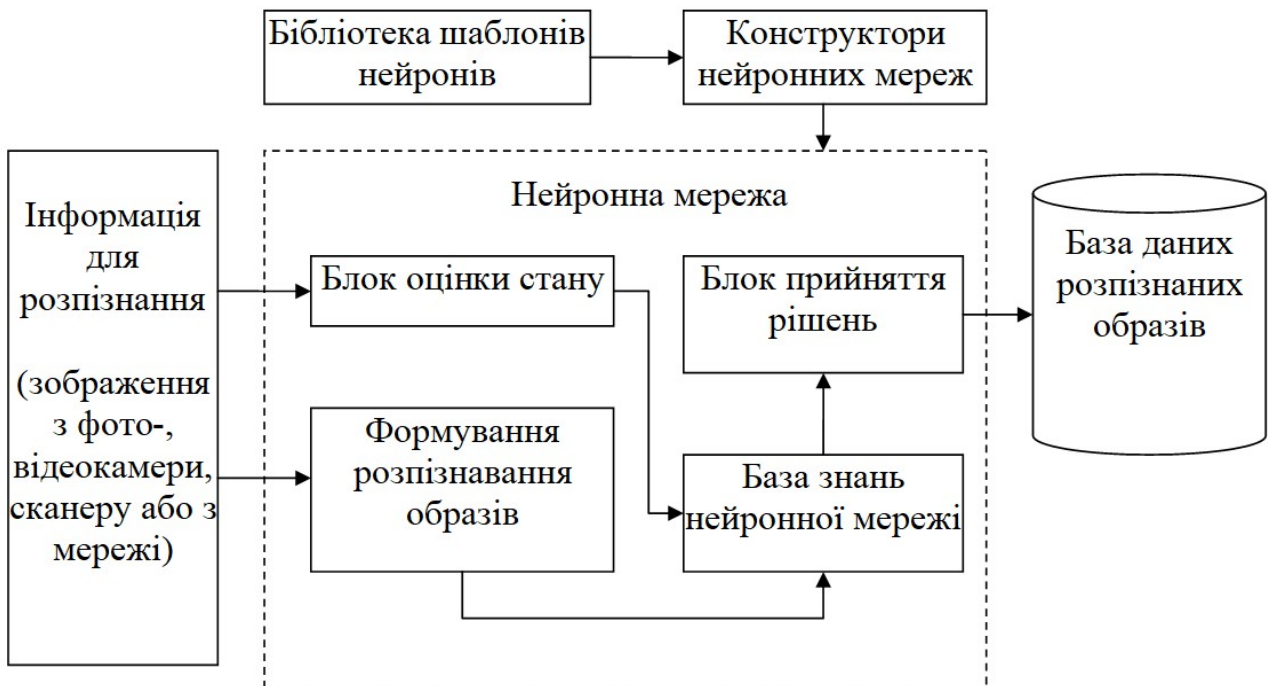 Бібліотека шаблонів
нейронів
Конструктори
нейронних мереж
Інформація
для
розпізнання
(зображення
з фото-,
відеокамери,
сканеру або з
мережі)
Нейронна мережа
Блок оцінки стану
Блок прийняття
рішень
Формування
розпізнавання
образів
База знань
нейронної мережі
База даних
розпізнаних
образів